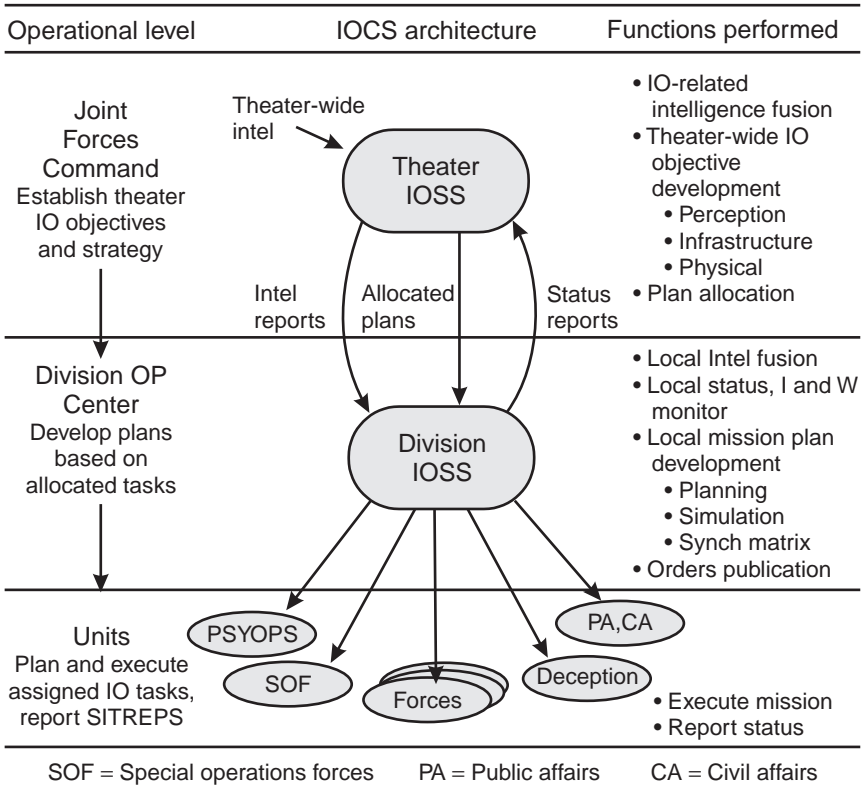 Operational level
IOCS architecture
Functions performed
Joint
Forces
Command
Establish theater
IO objectives
and strategy
Theater-wide
intel
Theater
IOSS
• IO-related
intelligence fusion
• Theater-wide IO
objective
development
• Perception
• Infrastructure
• Physical
• Plan allocation
Intel
reports
Allocated
plans
Status
reports
Division OP
Center
Develop plans
based on
allocated tasks
Division
IOSS
• Local Intel fusion
• Local status, I and W
monitor
• Local mission plan
development
• Planning
• Simulation
• Synch matrix
• Orders publication
Units
Plan and execute
assigned IO tasks,
report SITREPS
PSYOPS
SOF
Forces
Deception
PA,CA
• Execute mission
• Report status
SOF = Special operations forces
PA = Public affairs
CA = Civil affairs